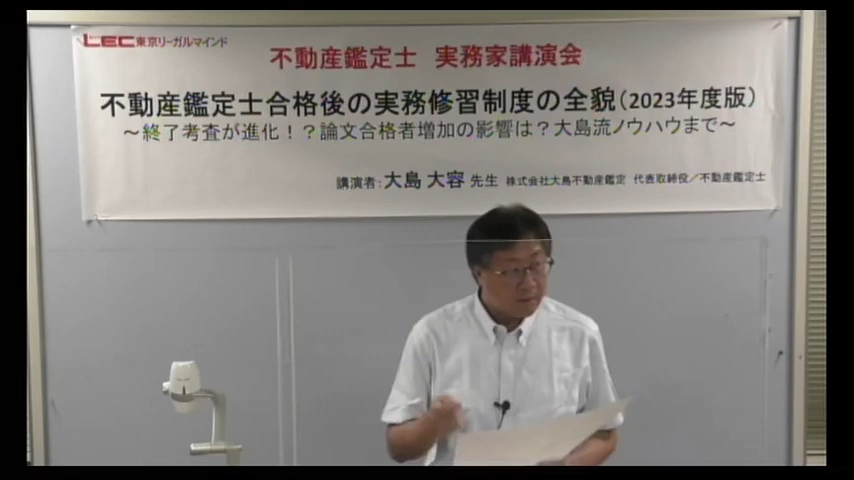 LEC東京リーガルマインド
不動産鑑定士 実務家講演会
不動産鑑定士合格後の実務修習制度の全貌(2023年度版)
～終了考査が進化!?論文合格者増加の影響は?大島流ノウハウまで～
講演者:大島 大容 先生 株式会社大島不動産鑑定 代表取締役/不動産鑑定士